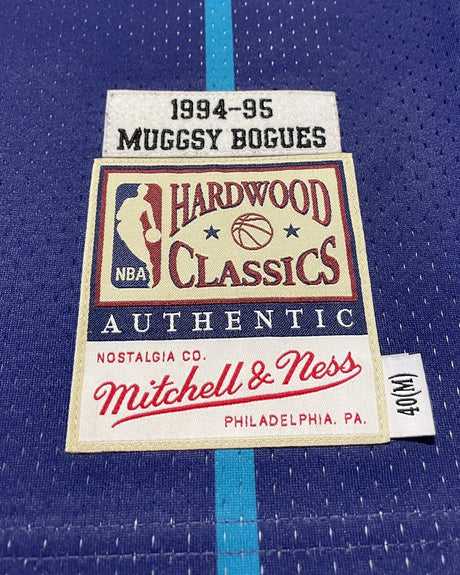 1994-95
MUGGSY BOGUES
HARDWOOD
CLASSICS
NBA
AUTHENTIC
NOSTALGIA CO.
Mitchell & Ness
PHILADELPHIA, PA.
40(M)